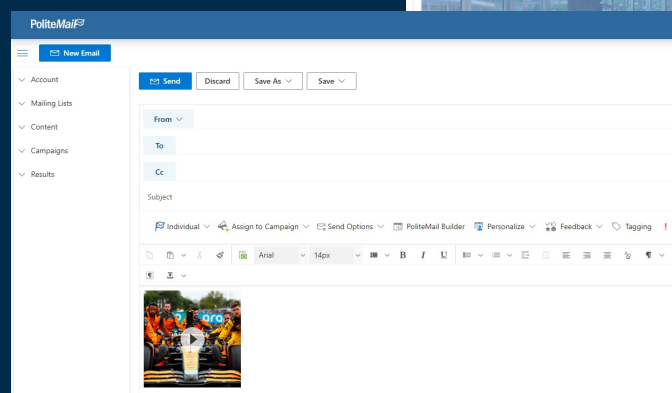 PoliteMail
New Email
Send Discard Save As Save
Account
Mailing Lists
Content
Campaigns
Results
From
To
Cc
Subject
Individual Assign to Campaign Send Options PoliteMail Builder Personalize Feedback Tagging !
Arial 14px B I U